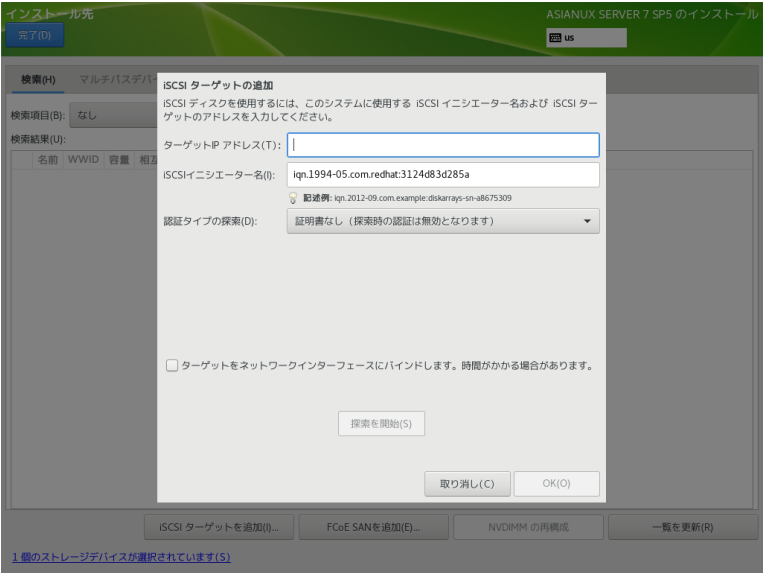 インストール先
ASIANUX SERVER 7 SP5 のインストール
完了(D)
us
検索(H)
マルチパスデバイ
検索項目(B):
なし
検索結果(U):
名前 WWID 容量 相互
iSCSI ターゲットの追加
iSCSI ディスクを使用するには、このシステムに使用する iSCSI イニシエーター名および iSCSI ター
ゲットのアドレスを入力してください。
ターゲットIP アドレス(T):
iSCSIイニシエーター名(I):
iqn.1994-05.com.redhat:3124d83d285a
記述例: iqn.2012-09.com.example:diskarrays-sn-a8675309
認証タイプの探索(D):
証明書なし（探索時の認証は無効となります）
ターゲットをネットワークインターフェースにバインドします。時間がかかる場合があります。
探索を開始(S)
取り消し(C)
OK(O)
iSCSI ターゲットを追加(I)...
FCoE SANを追加(E)...
NVDIMM の再構成
一覧を更新(R)
1 個のストレージデバイスが選択されています(S)